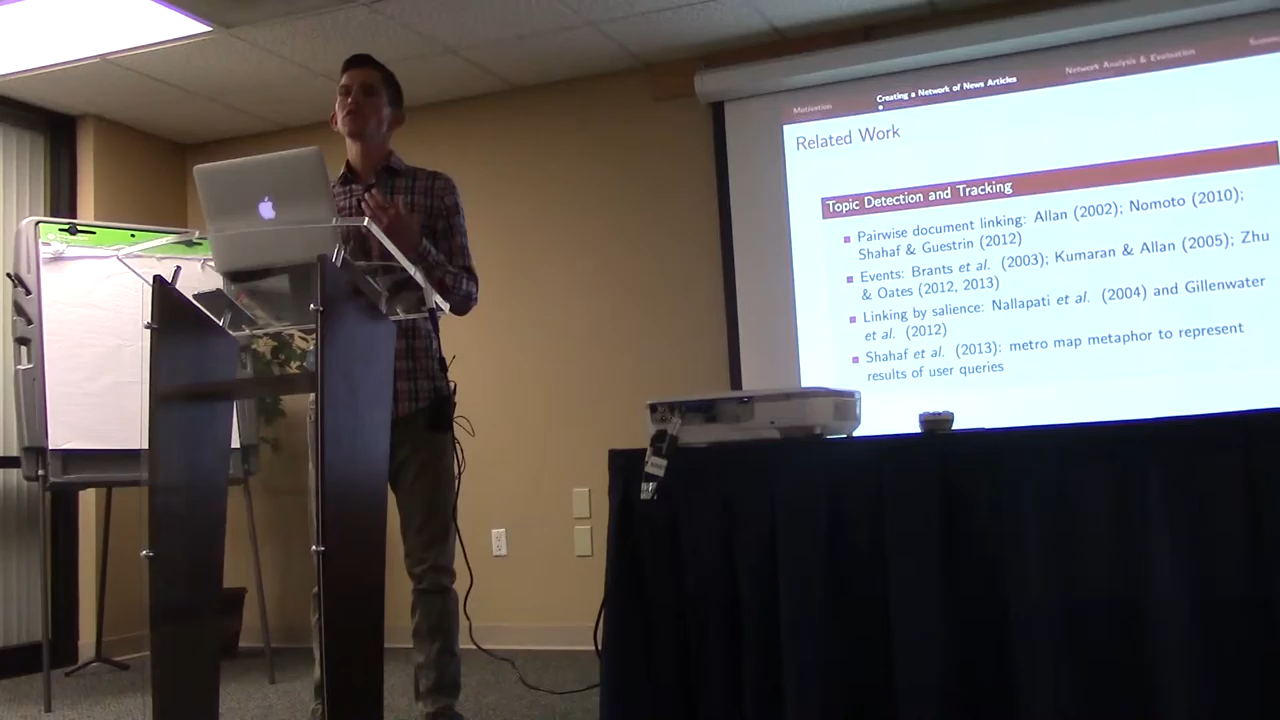 Motivation
Creating a Network of News Articles
Network Analysis & Evaluation
Related Work
Topic Detection and Tracking
Pairwise document linking: Allan (2002); Nomoto (2010);
Shahaf & Guestrin (2012)
Events: Brants et al. (2003); Kumaran & Allan (2005); Zhu
& Oates (2012, 2013)
Linking by salience: Nallapati et al. (2004) and Gillenwater
et al. (2012)
Shahaf et al. (2013): metro map metaphor to represent
results of user queries